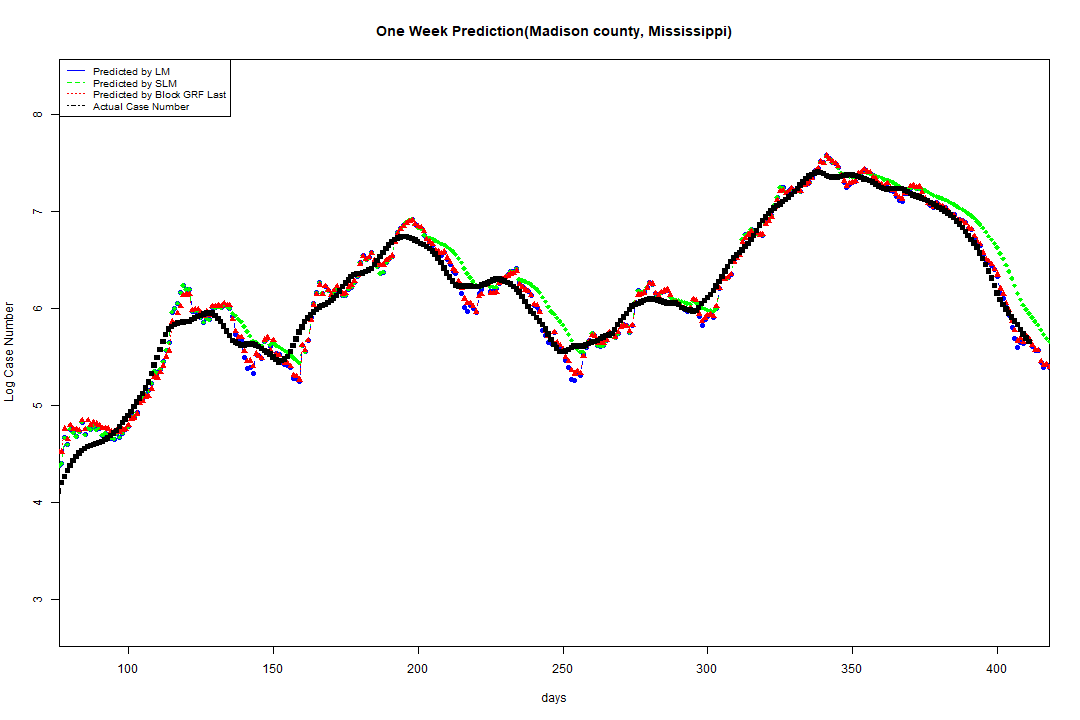 One Week Prediction(Madison county, Mississippi)
Predicted by LM
Predicted by SLM
Predicted by Block GRF Last
Actual Case Number
8
7
6
5
4
3
Log Case Number
100 150 200 250 300 350 400
days